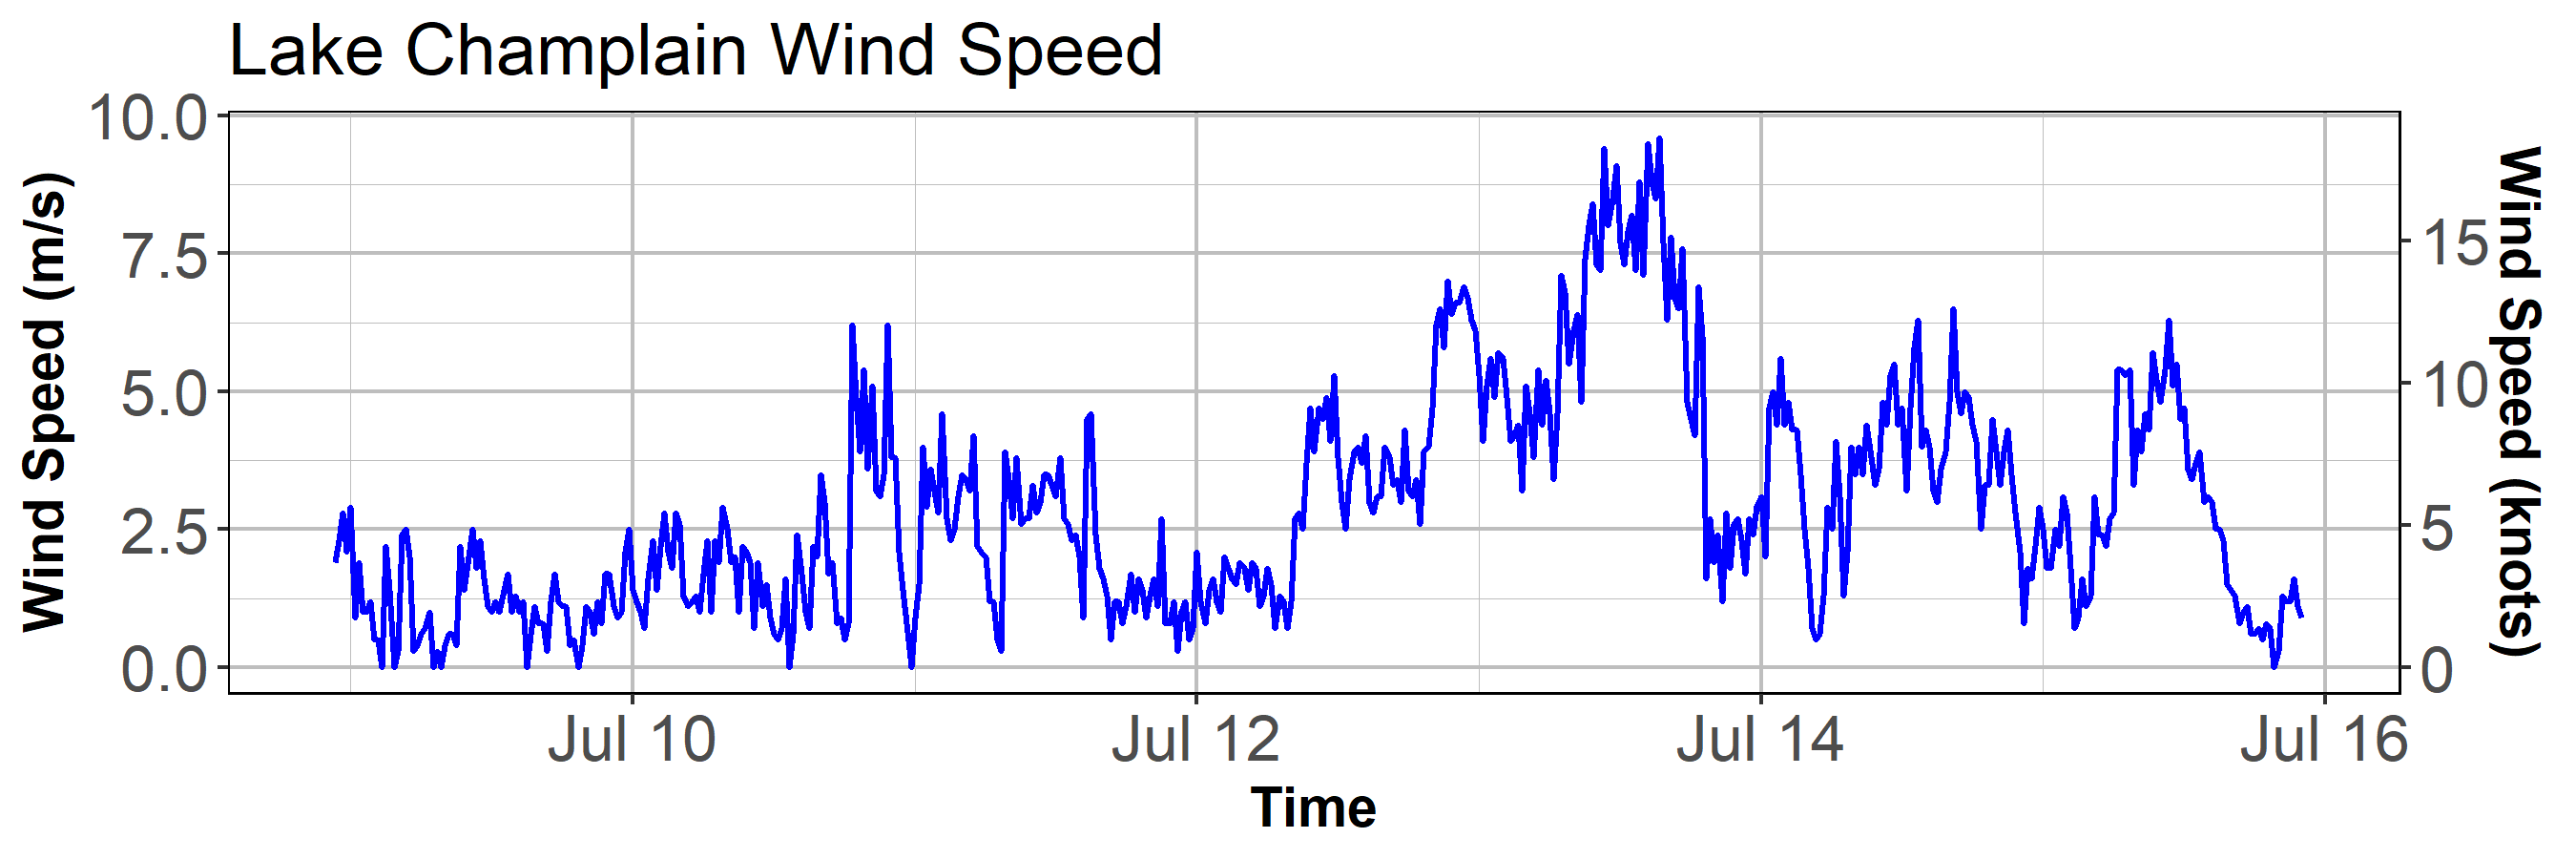 Lake Champlain Wind Speed
Wind Speed (m/s)
10.0
7.5
5.0
2.5
0.0
15
10
5
0
Wind Speed (knots)
Jul 10
Jul 12
Jul 14
Jul 16
Time